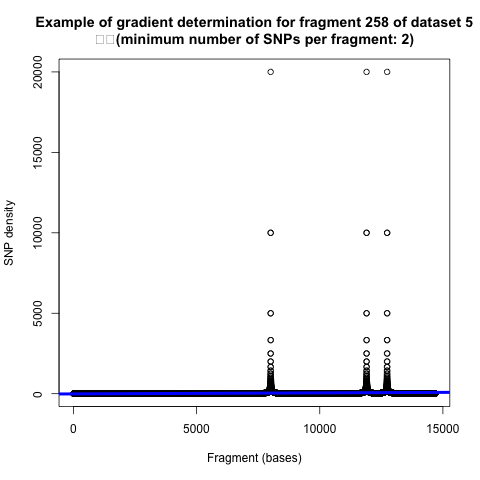 Example of gradient determination for fragment 258 of dataset 5
(minimum number of SNPs per fragment: 2)
20000
15000
10000
5000
0
SNP density
0 5000 10000 15000
Fragment (bases)